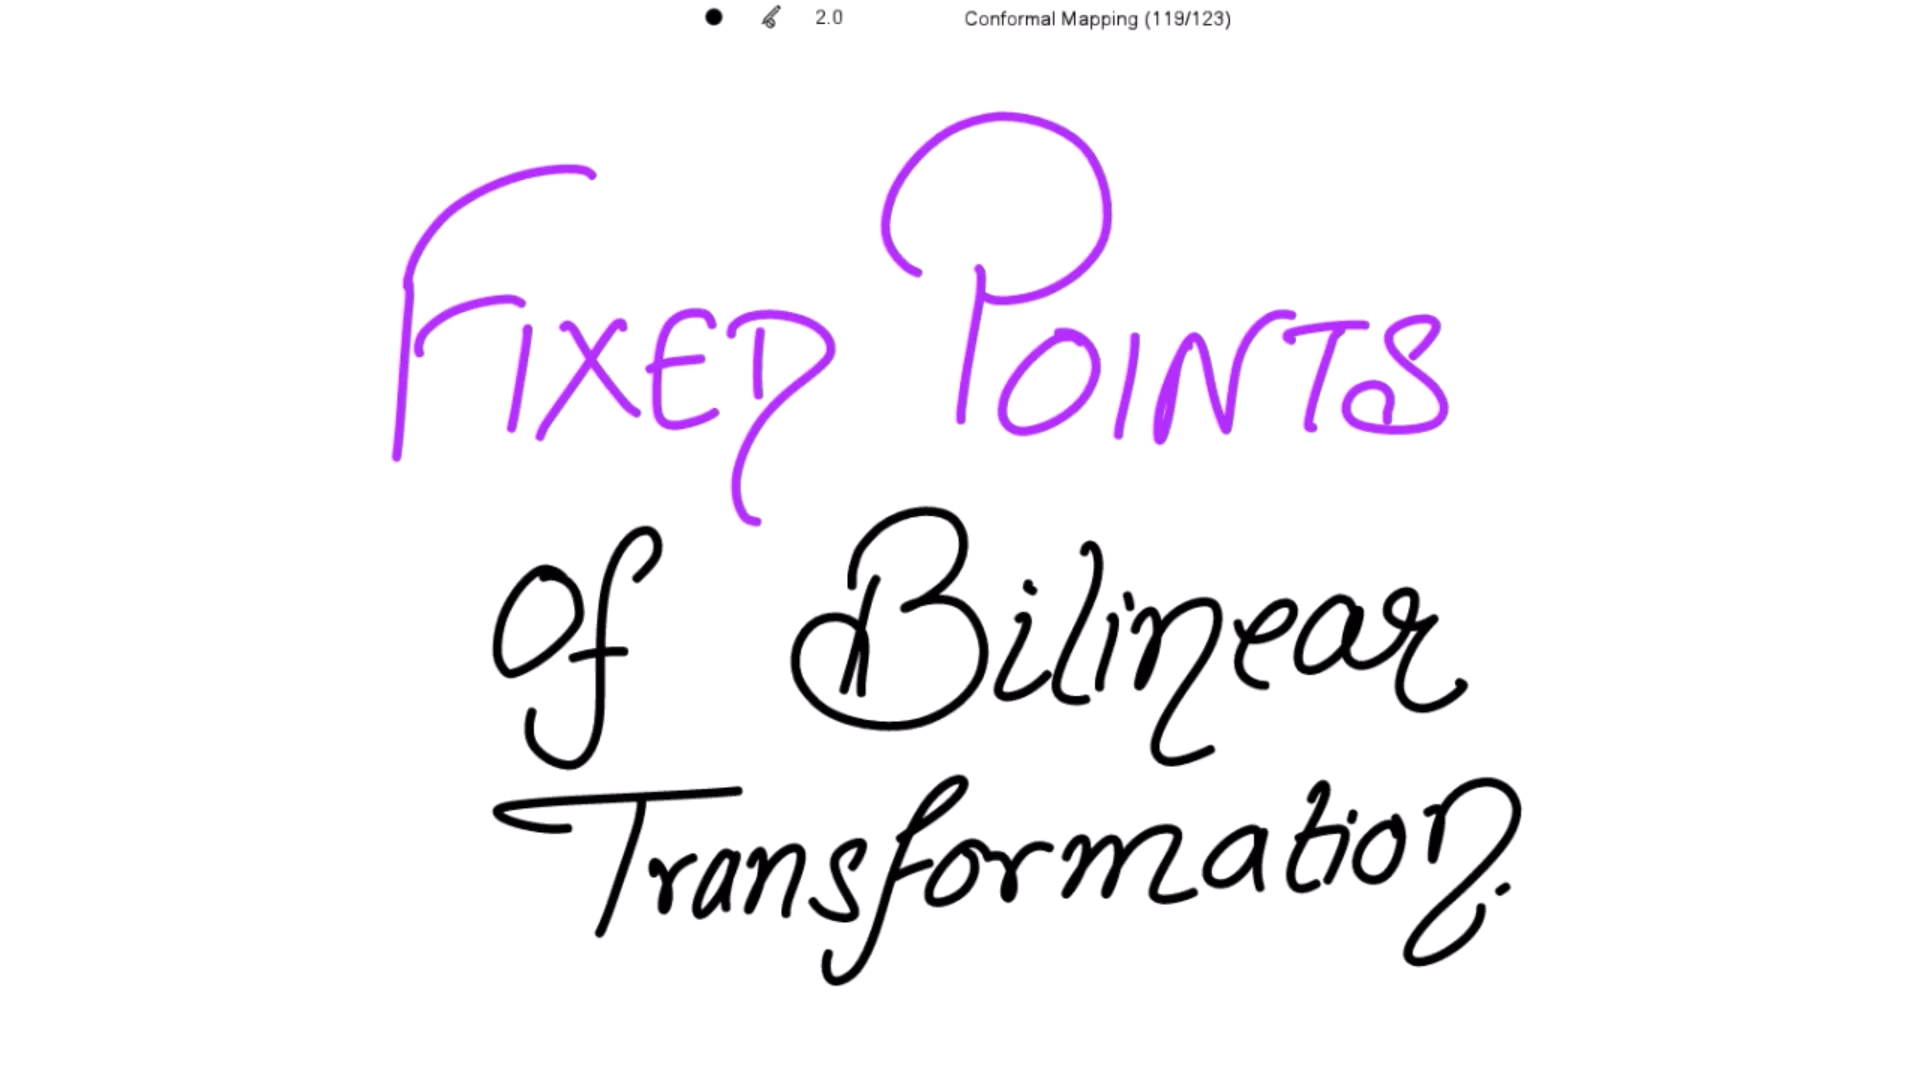 2.0 Conformal Mapping (119/123)
FIXED POINTS
Of Bilinear
Transformation.